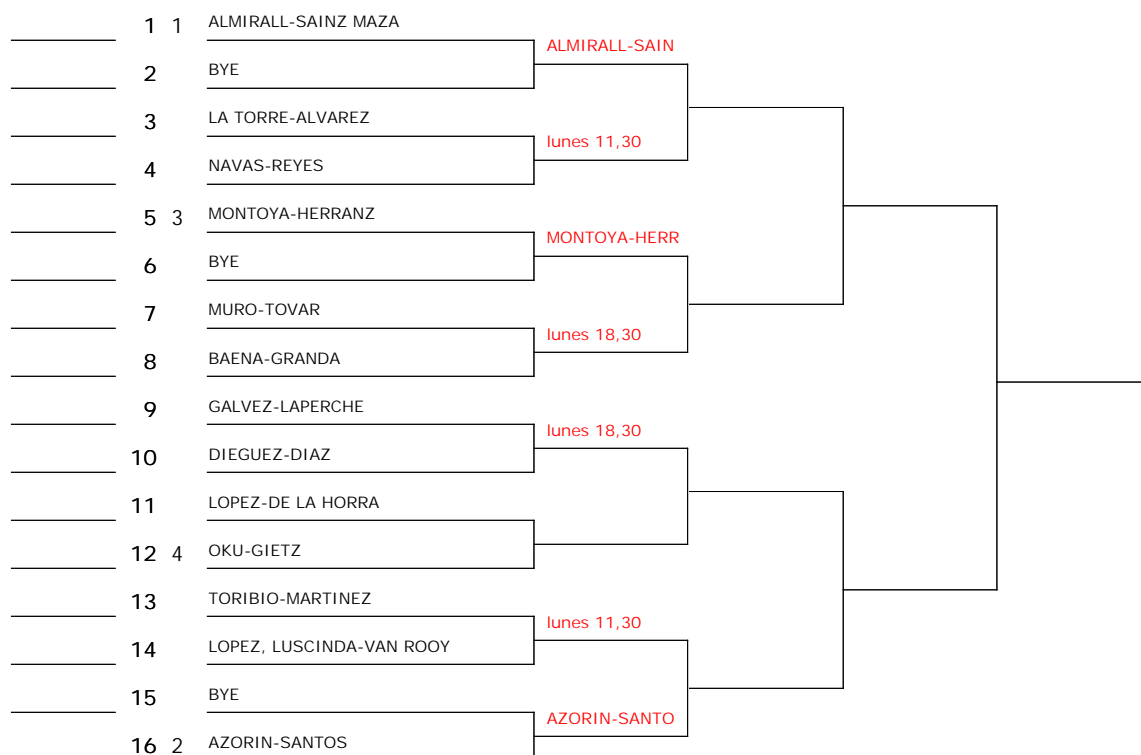 1 1 ALMIRALL-SAINZ MAZA
ALMIRALL-SAIN
2 BYE
3 LA TORRE-ALVAREZ
lunes 11,30
4 NAVAS-REYES
5 3 MONTOYA-HERRANZ
MONTOYA-HERR
6 BYE
7 MURO-TOVAR
lunes 18,30
8 BAENA-GRANDA
9 GALVEZ-LAPERCHE
lunes 18,30
10 DIEGUEZ-DIAZ
11 LOPEZ-DE LA HORRA
12 4 OKU-GIETZ
13 TORIBIO-MARTINEZ
lunes 11,30
14 LOPEZ, LUSCINDA-VAN ROOY
15 BYE
AZORIN-SANTO
16 2 AZORIN-SANTOS